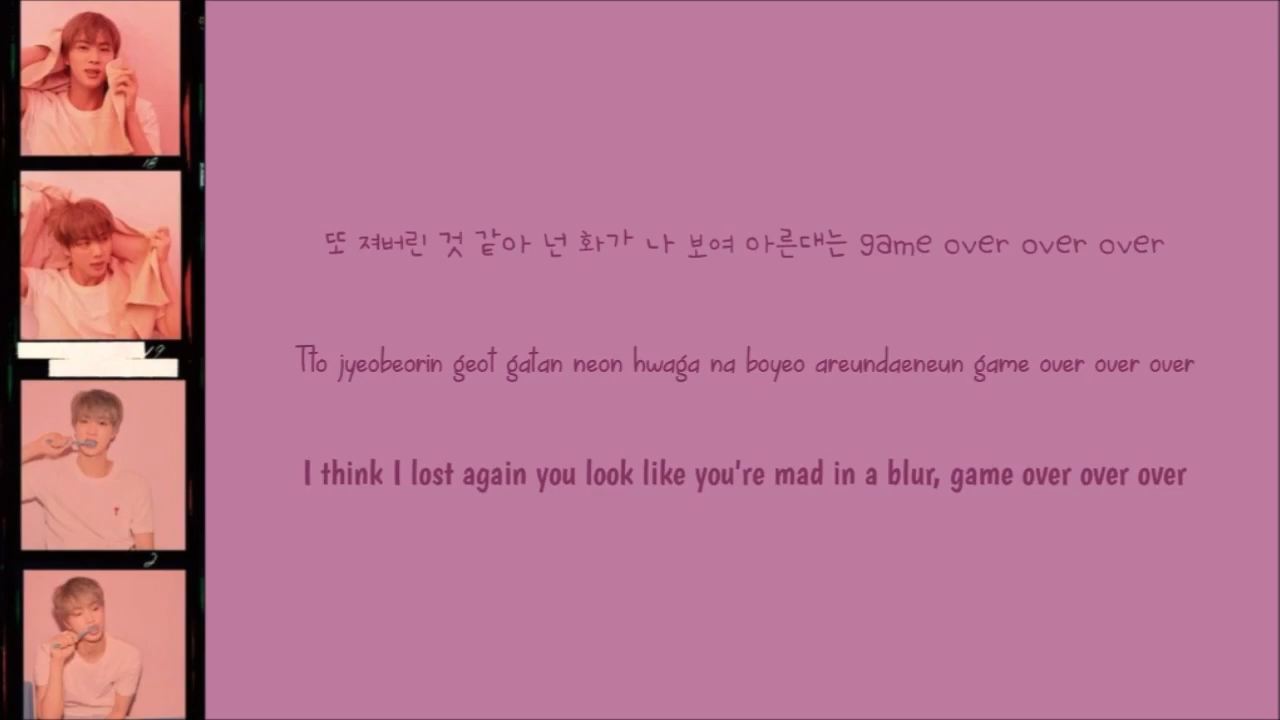 또 져버린 것 같아 넌 화가 나 보여 아른대는 game over over over
Tto jyeobeorin geot gatan neon hwaga na boyeo areundaeneun game over over over
I think I lost again you look like you're mad in a blur, game over over over